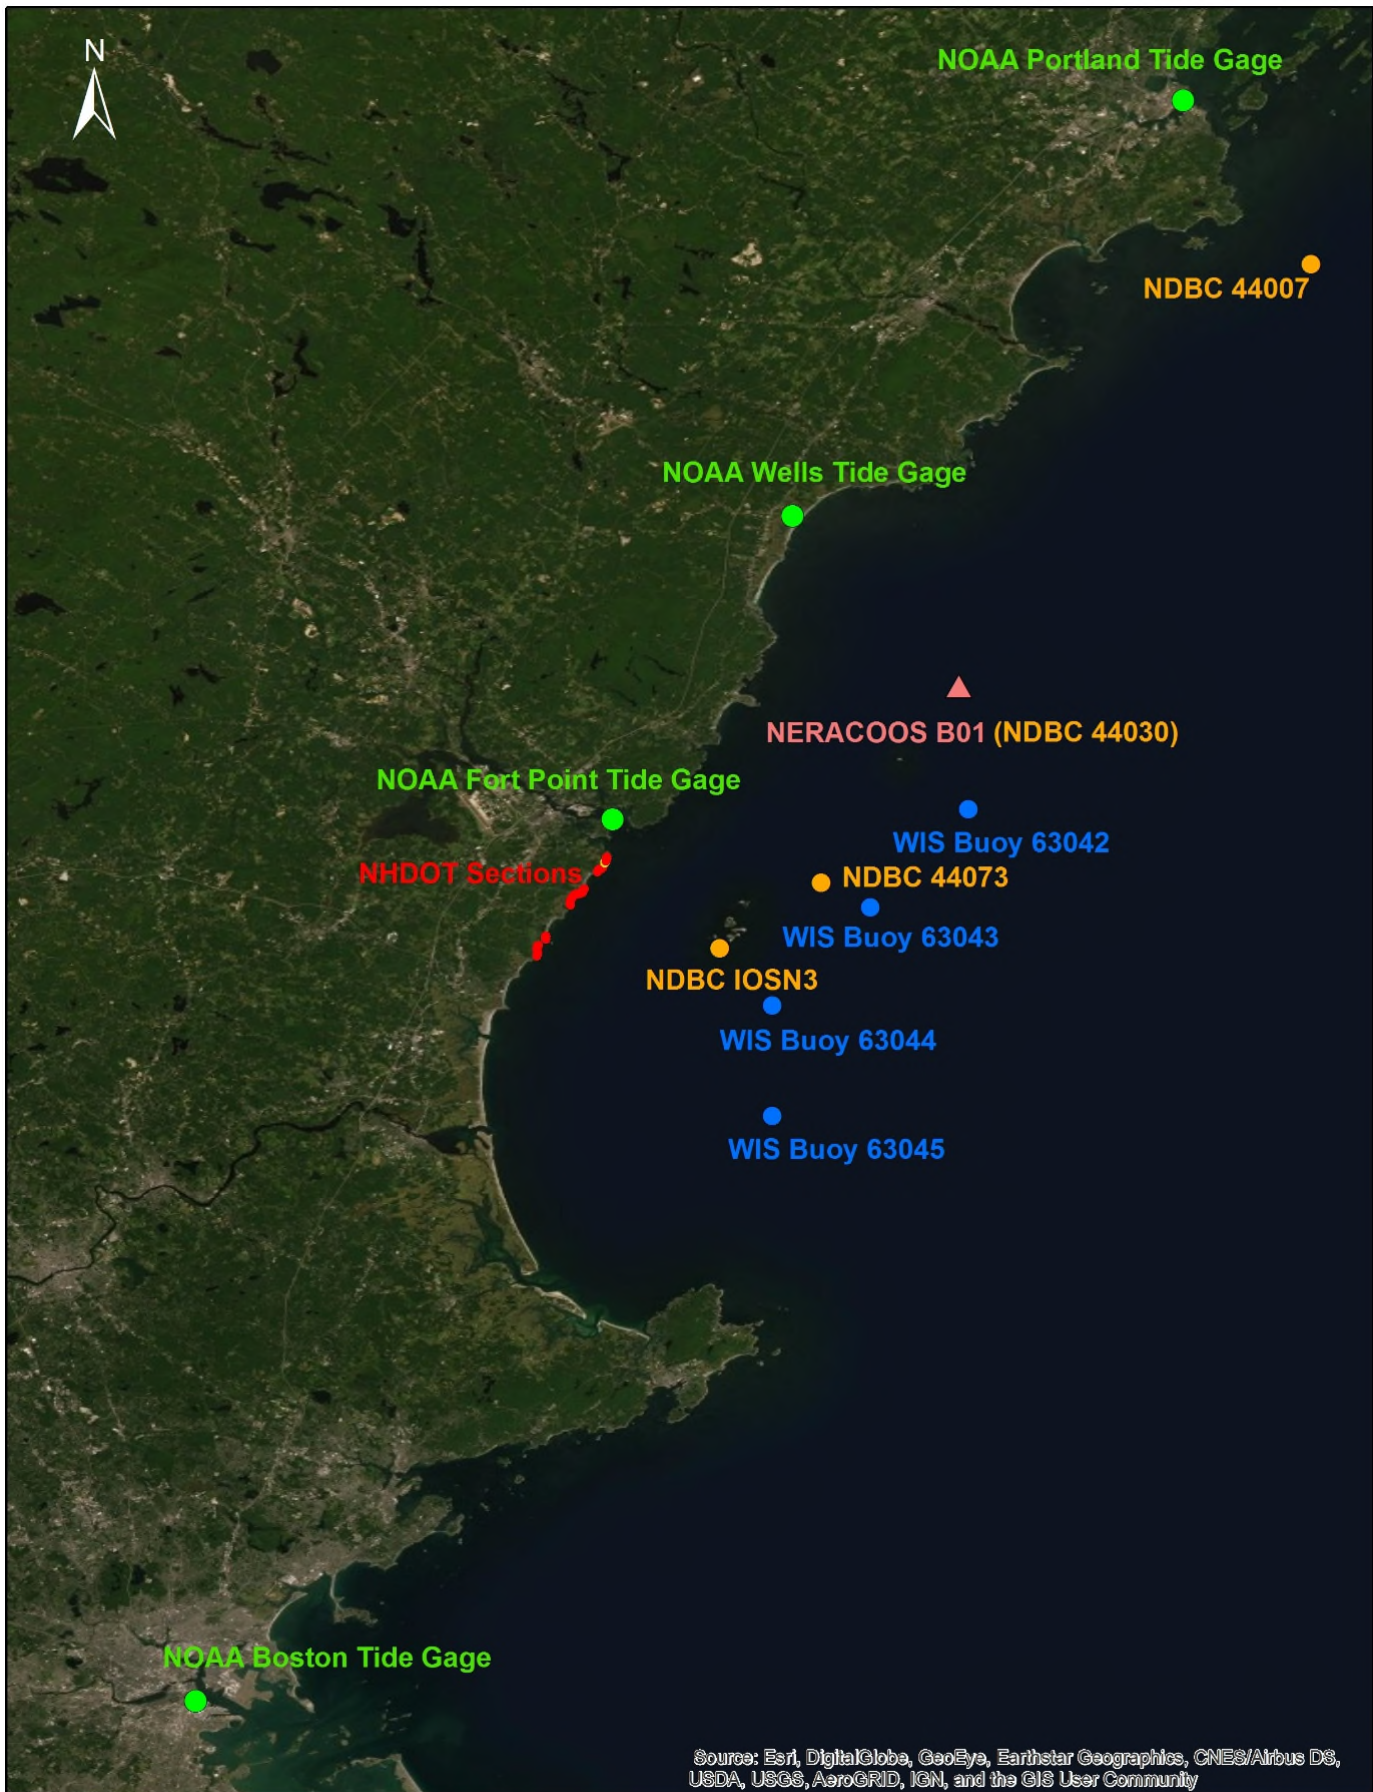 N
NOAA Portland Tide Gage
NDBC 44007
NOAA Wells Tide Gage
NERACOOS B01 (NDBC 44030)
NOAA Fort Point Tide Gage
WIS Buoy 63042
NHDOT Sections
NDBC 44073
WIS Buoy 63043
NDBC IOSN3
WIS Buoy 63044
WIS Buoy 63045
NOAA Boston Tide Gage
Source: Esri, DigitalGlobe, GeoEye, Earthstar Geographics, CNES/Airbus DS,
USDA, USGS, AeroGRID, IGN, and the GIS User Community